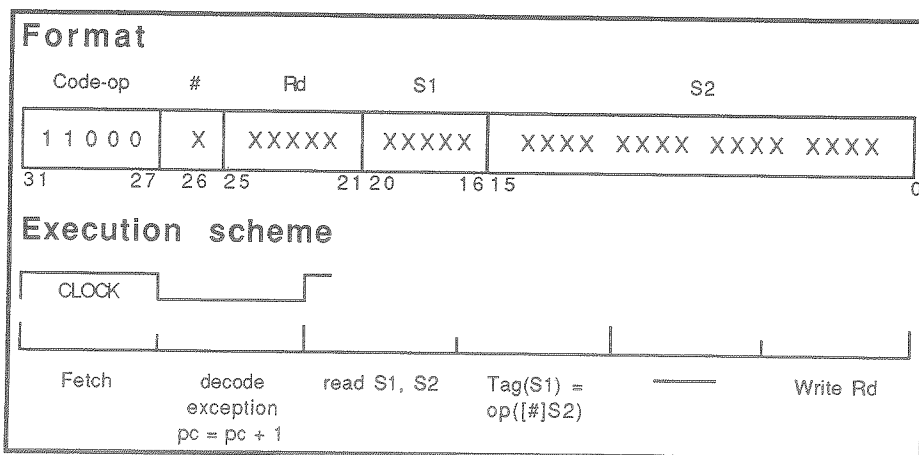 Format
Code-op # Rd S1 S2
1 1 0 0 0 X XXXXX XXXXX XXXX XXXX XXXX XXXX
31 27 26 25 21 20 16 15 0
Execution scheme
CLOCK
Fetch decode read S1, S2 Tag(S1) = Write Rd
exception op([#]S2)
pc = pc + 1